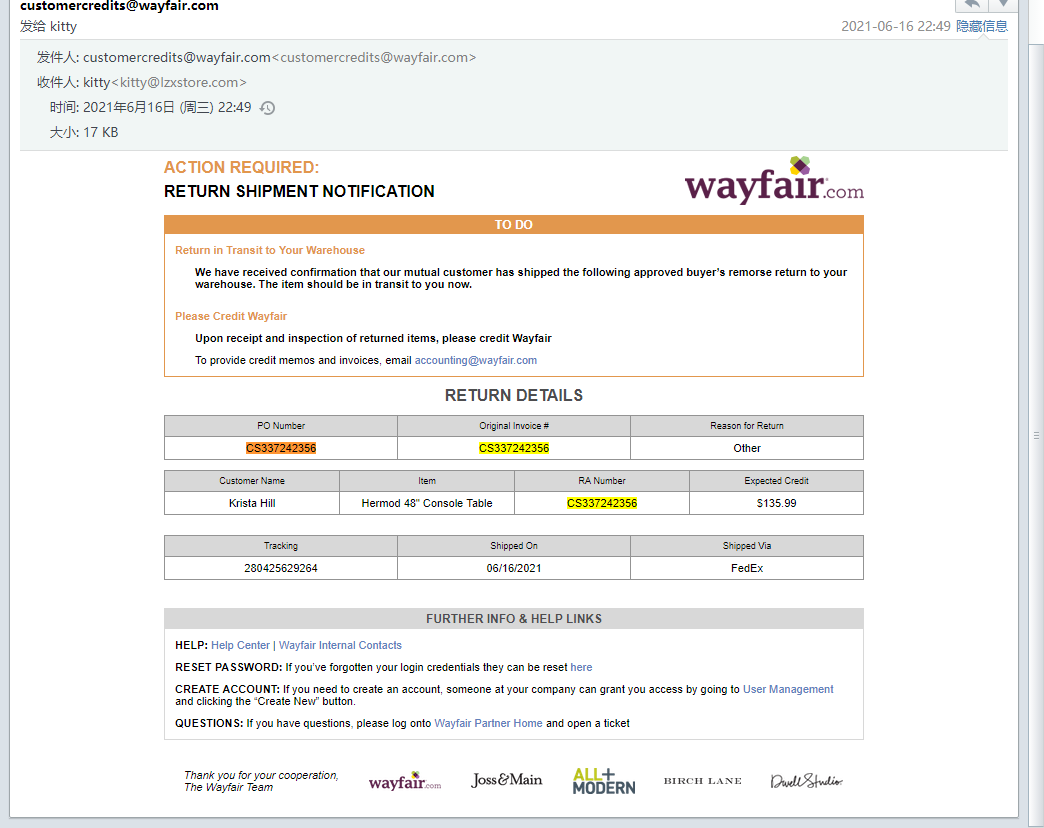 customercredits@wayfair.com
发给 kitty
2021-06-16 22:49 隐藏信息
发件人: customercredits@wayfair.com<customercredits@wayfair.com>
收件人: kitty<kitty@lzxstore.com>
时间: 2021年6月16日 (周三) 22:49
大小: 17 KB
ACTION REQUIRED:
RETURN SHIPMENT NOTIFICATION
wayfair.com
TO DO
Return in Transit to Your Warehouse
We have received confirmation that our mutual customer has shipped the following approved buyer's remorse return to your
warehouse. The item should be in transit to you now.
Please Credit Wayfair
Upon receipt and inspection of returned items, please credit Wayfair
To provide credit memos and invoices, email accounting@wayfair.com
RETURN DETAILS
PO Number Original Invoice # Reason for Return
CS337242356 CS337242356 Other
Customer Name Item RA Number Expected Credit
Krista Hill Hermod 48" Console Table CS337242356 $135.99
Tracking Shipped On Shipped Via
280425629264 06/16/2021 FedEx
FURTHER INFO & HELP LINKS
HELP: Help Center | Wayfair Internal Contacts
RESET PASSWORD: If you've forgotten your login credentials they can be reset here
CREATE ACCOUNT: If you need to create an account, someone at your company can grant you access by going to User Management
and clicking the “Create New” button.
QUESTIONS: If you have questions, please log onto Wayfair Partner Home and open a ticket
Thank you for your cooperation,
The Wayfair Team
wayfair.com Joss&Main ALL+ MODERN BIRCH LANE DwellStudio